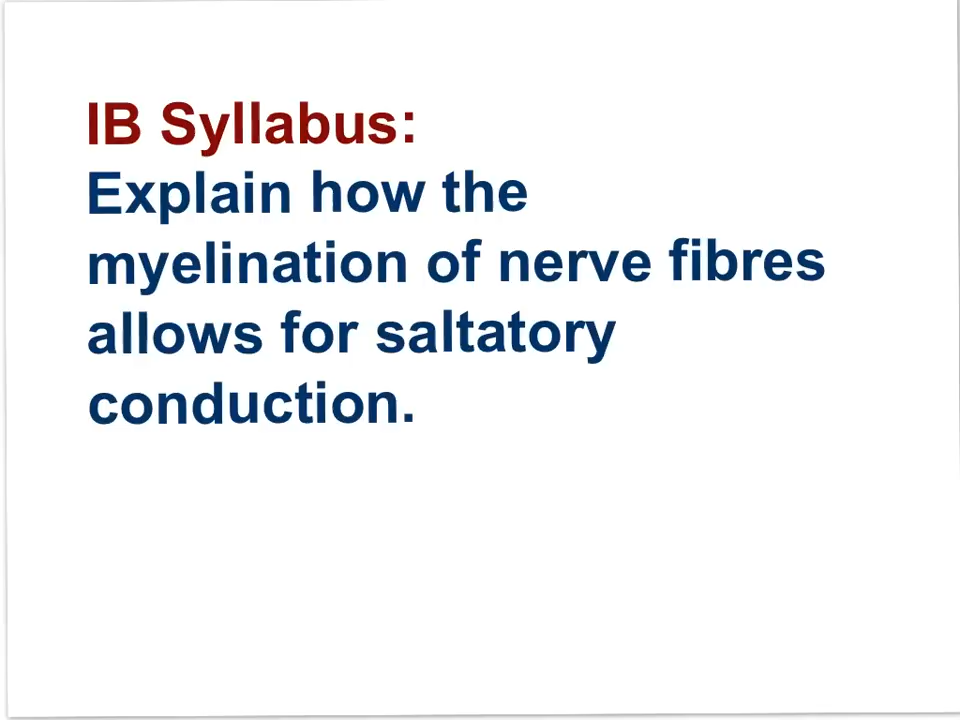 IB Syllabus:
Explain how the
myelination of nerve fibres
allows for saltatory
conduction.